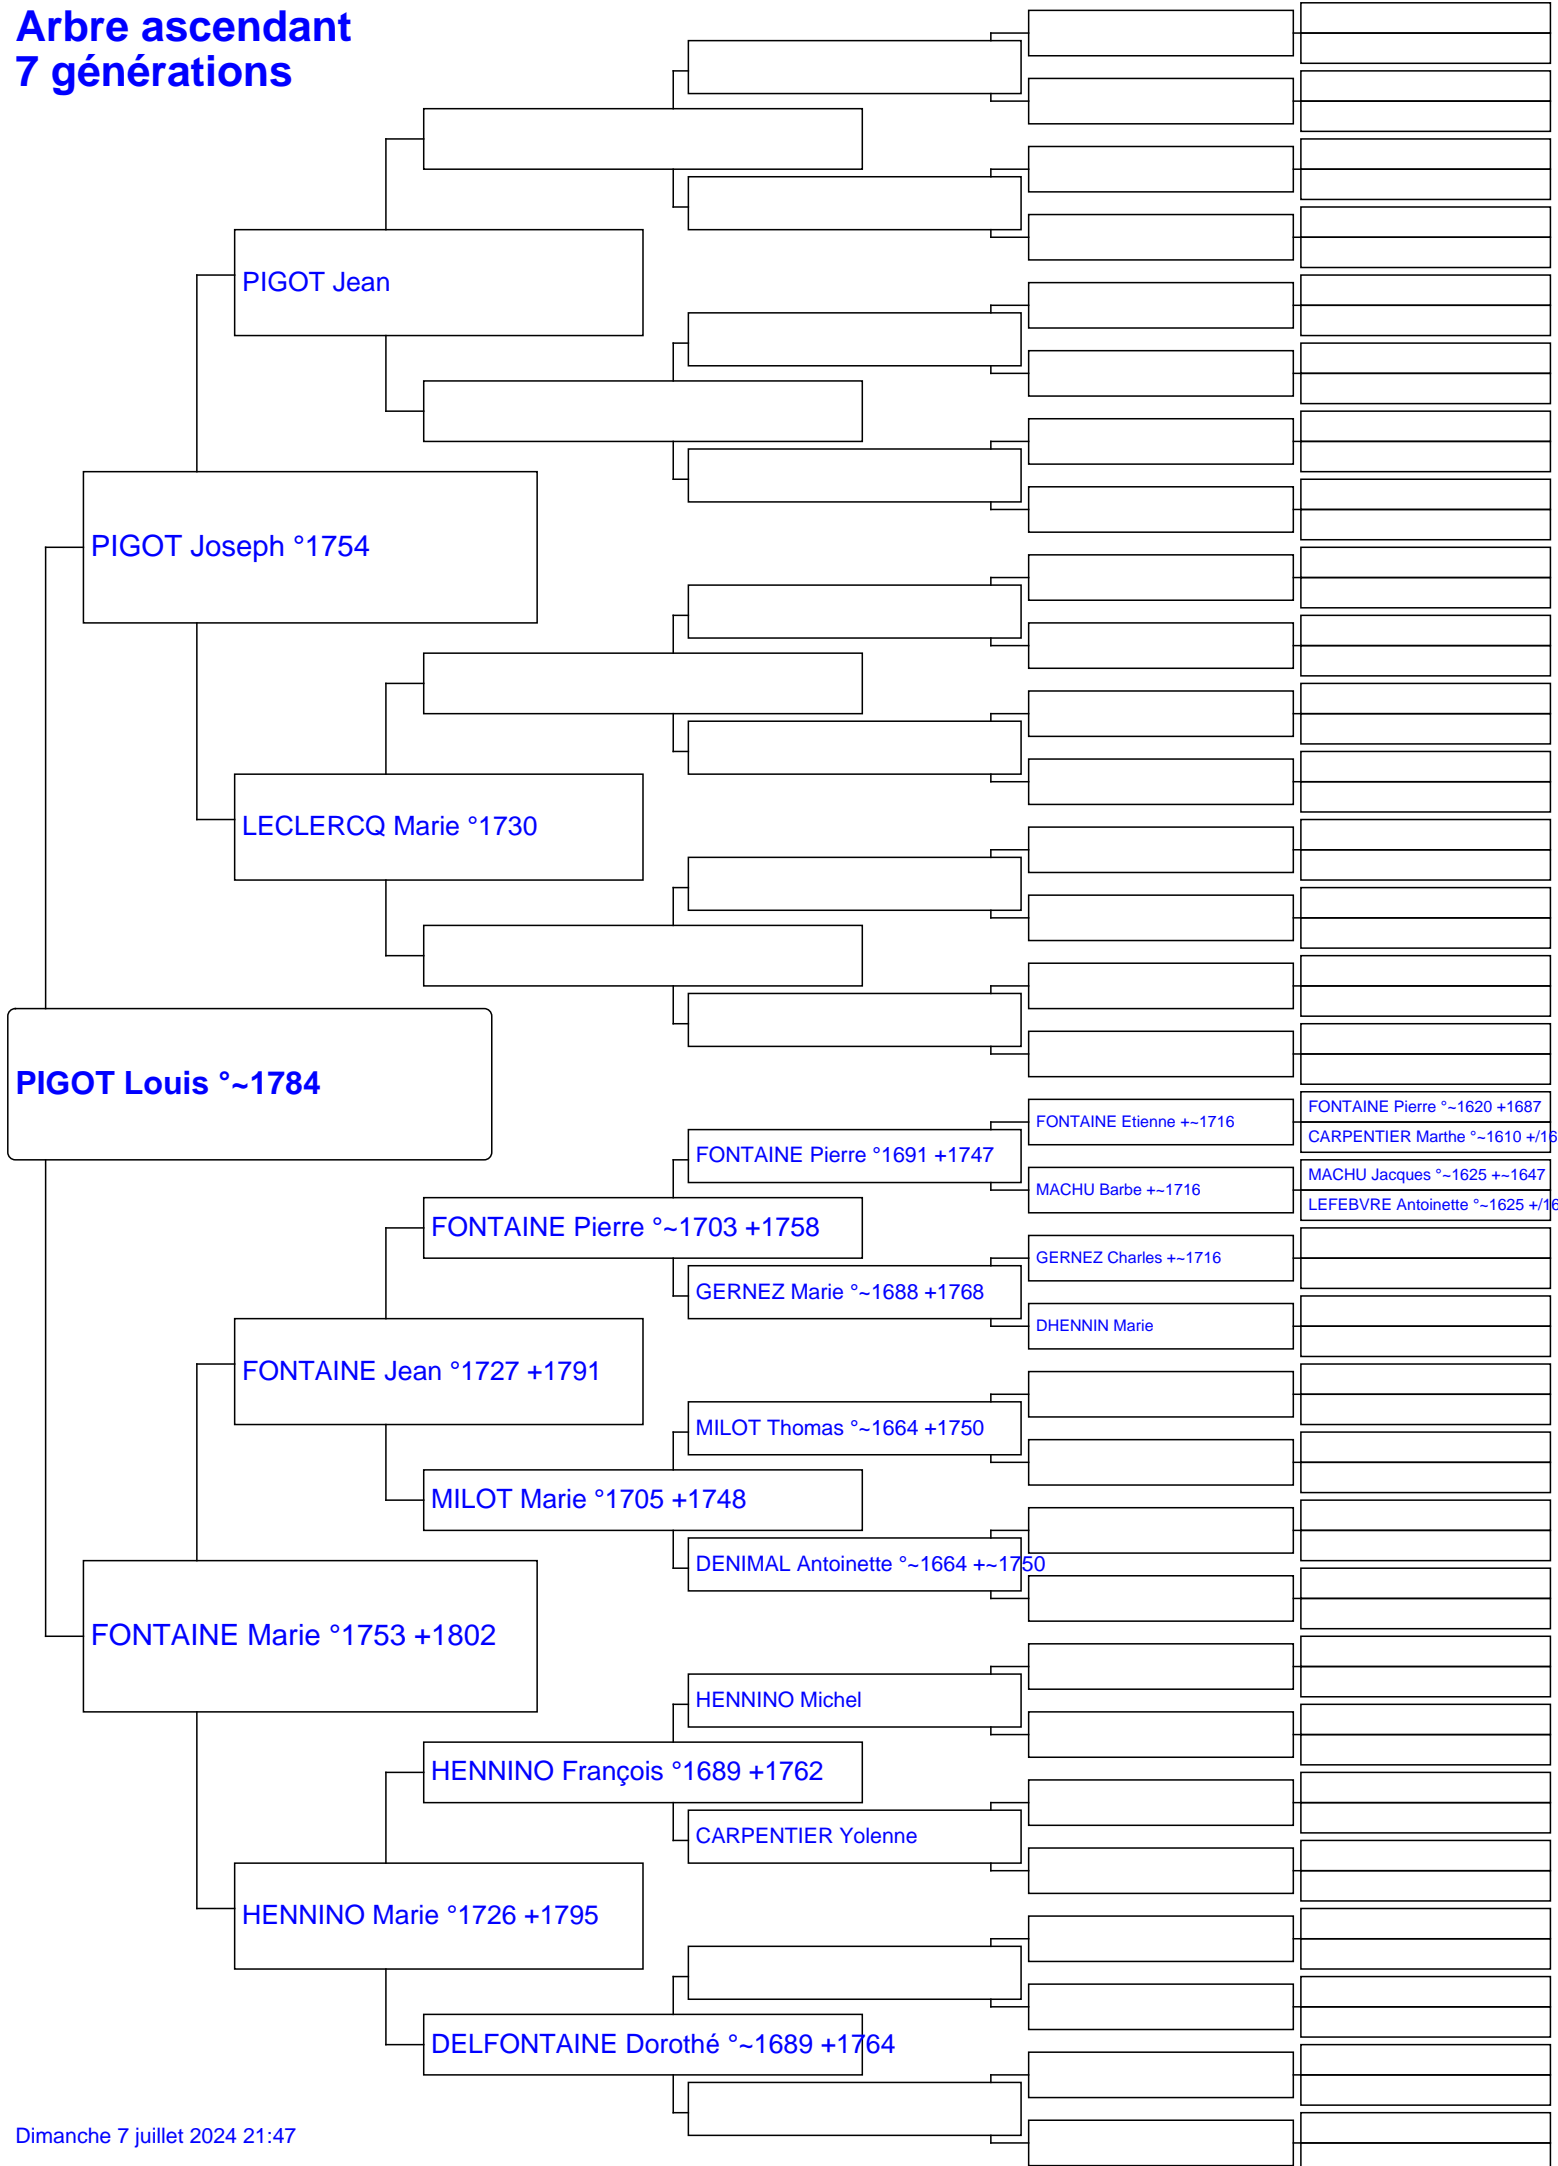 Arbre ascendant
7 générations
PIGOT Jean
PIGOT Joseph °1754
LECLERCQ Marie °1730
PIGOT Louis °~1784
FONTAINE Pierre °~1620 +1687
FONTAINE Etienne +~1716
CARPENTIER Marthe °~1610 +/16
FONTAINE Pierre °1691 +1747
MACHU Jacques °~1625 +~1647
MACHU Barbe +~1716
LEFEBVRE Antoinette °~1625 +/16
FONTAINE Pierre °~1703 +1758
GERNEZ Charles +~1716
GERNEZ Marie °~1688 +1768
DHENNIN Marie
FONTAINE Jean °1727 +1791
MILOT Thomas °~1664 +1750
MILOT Marie °1705 +1748
DENIMAL Antoinette °~1664 +~1750
FONTAINE Marie °1753 +1802
HENNINO Michel
HENNINO François °1689 +1762
CARPENTIER Yolenne
HENNINO Marie °1726 +1795
DELFONTAINE Dorothé °~1689 +1764
Dimanche 7 juillet 2024 21:47